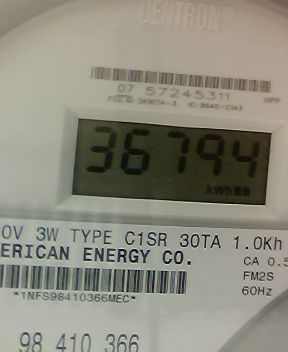 CENTRON®
07 57245311
36794
kWh
0V 3W TYPE C1SR 30TA 1.0Kh
ERICAN ENERGY CO.
CA 0.5
FM2S
*1NFS98410366MEC*
60Hz
98 410 366